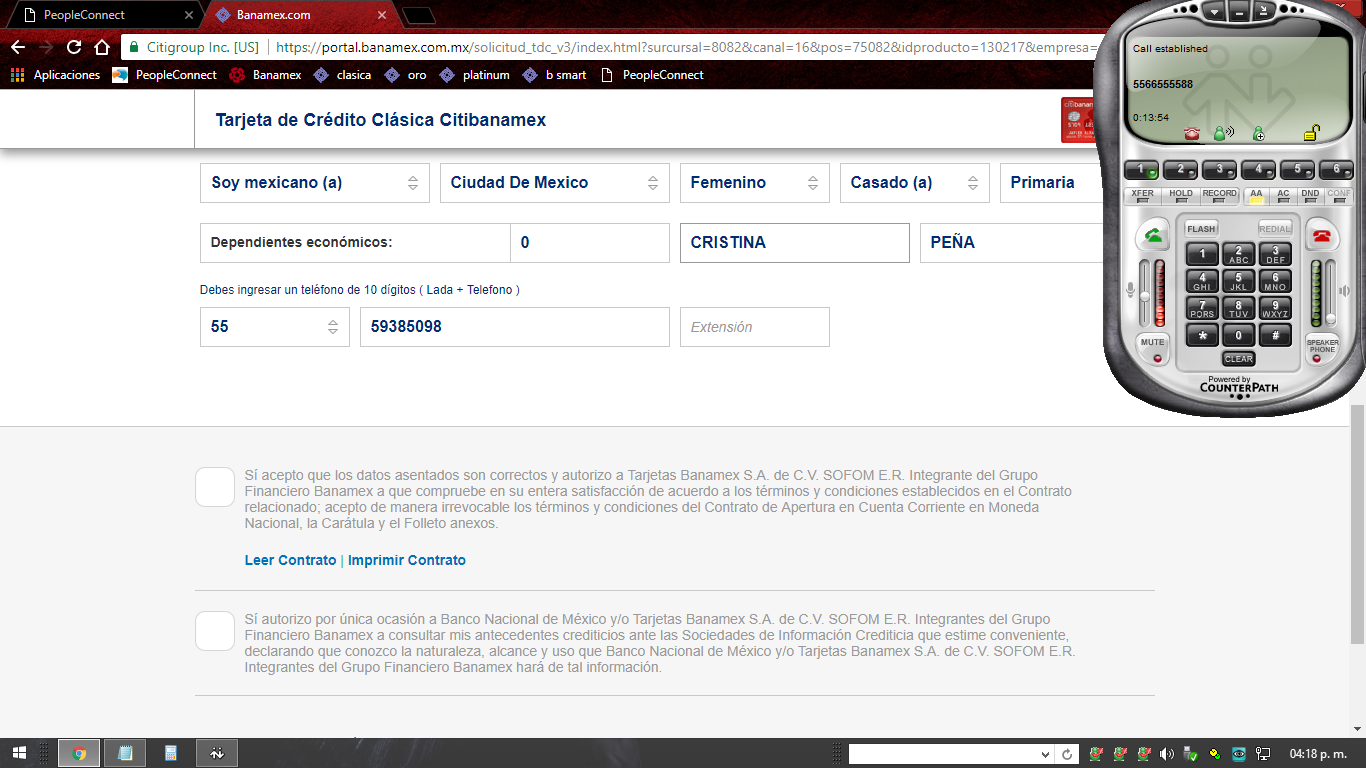 PeopleConnect
Banamex.com
Citigroup Inc. [US]
https://portal.banamex.com.mx/solicitud_tdc_v3/index.html?surcursal=8082&canal=16&pos=75082&idproducto=130217&empresa=
Aplicaciones PeopleConnect Banamex clasica oro platinum b smart PeopleConnect
Tarjeta de Crédito Clásica Citibanamex
Soy mexicano (a) Ciudad De Mexico Femenino Casado (a) Primaria
Dependientes económicos: 0 CRISTINA PEÑA
Debes ingresar un teléfono de 10 dígitos ( Lada + Telefono )
55 59385098 Extensión
Sí acepto que los datos asentados son correctos y autorizo a Tarjetas Banamex S.A. de C.V. SOFOM E.R. Integrante del Grupo
Financiero Banamex a que compruebe en su entera satisfacción de acuerdo a los términos y condiciones establecidos en el Contrato
relacionado; acepto de manera irrevocable los términos y condiciones del Contrato de Apertura en Cuenta Corriente en Moneda
Nacional, la Carátula y el Folleto anexos.
Leer Contrato | Imprimir Contrato
Sí autorizo por única ocasión a Banco Nacional de México y/o Tarjetas Banamex S.A. de C.V. SOFOM E.R. Integrantes del Grupo
Financiero Banamex a consultar mis antecedentes crediticios ante las Sociedades de Información Crediticia que estime conveniente,
declarando que conozco la naturaleza, alcance y uso que Banco Nacional de México y/o Tarjetas Banamex S.A. de C.V. SOFOM E.R.
Integrantes del Grupo Financiero Banamex hará de tal información.
Call established
5566555588
0:13:54
1 2 3 4 5 6
XFER HOLD RECORD AA AC DND CONF
FLASH REDIAL
1 2 ABC 3 DEF
4 GHI 5 JKL 6 MNO
7 PQRS 8 TUV 9 WXYZ
* 0 #
MUTE CLEAR SPEAKER PHONE
Powered by
COUNTERPATH
04:18 p. m.